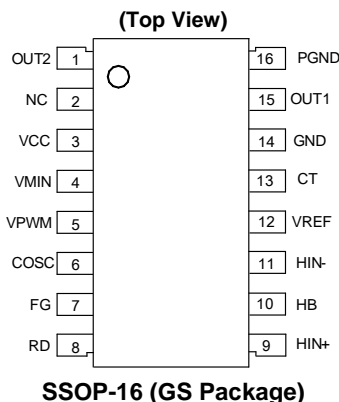 (Top View)
OUT2 1 16 PGND
NC 2 15 OUT1
VCC 3 14 GND
VMIN 4 13 CT
VPWM 5 12 VREF
COSC 6 11 HIN-
FG 7 10 HB
RD 8 9 HIN+
SSOP-16 (GS Package)